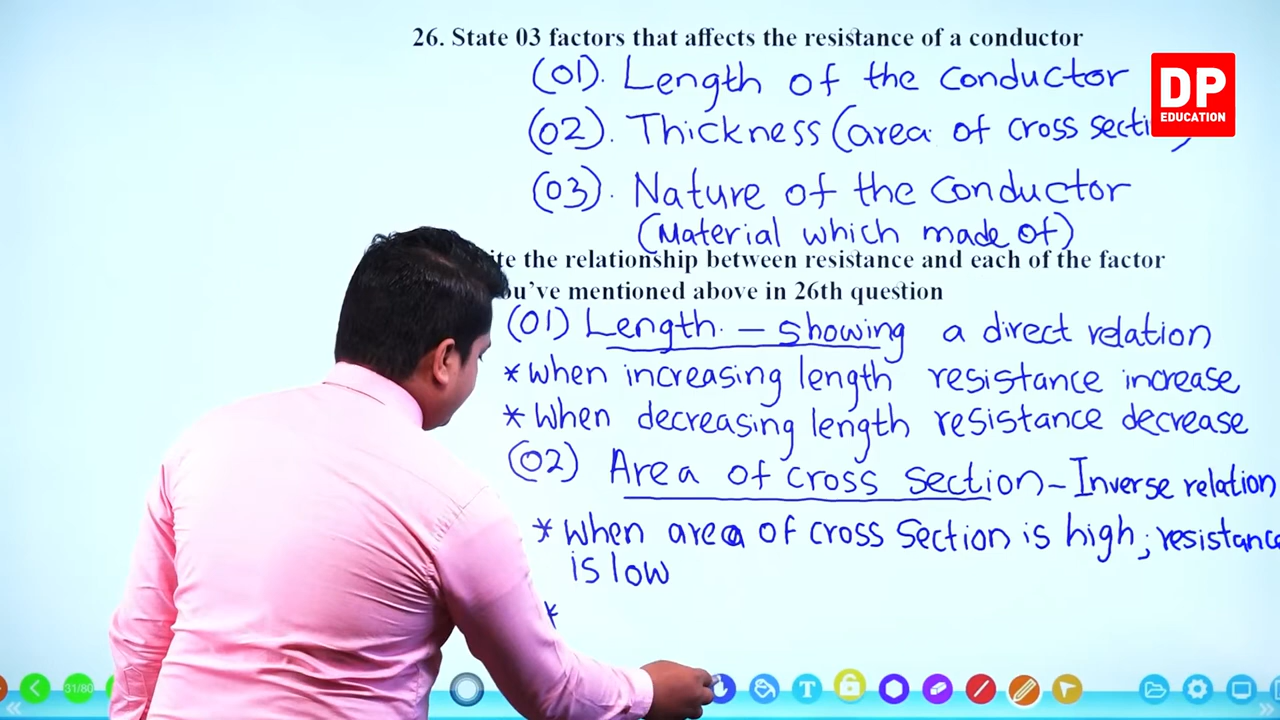 26. State 03 factors that affects the resistance of a conductor
(01). Length of the conductor
DP
EDUCATION
(02). Thickness (area of cross
(03). Nature of the conductor
(Material which made of)
the relationship between resistance and each of the factor
you've mentioned above in 26th question
(01) Length - showing a direct relation
* when increasing length resistance increase
* when decreasing length resistance decrease
(02) Area of cross section - Inverse relation
* when area of cross section is high; resistance
is low
*
31/80
T